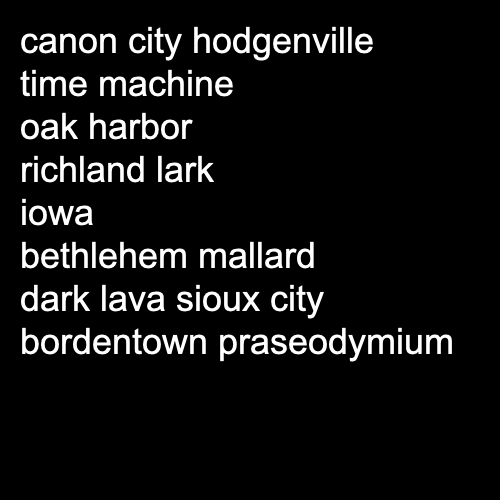 canon city hodgenville
time machine
oak harbor
richland lark
iowa
bethlehem mallard
dark lava sioux city
bordentown praseodymium